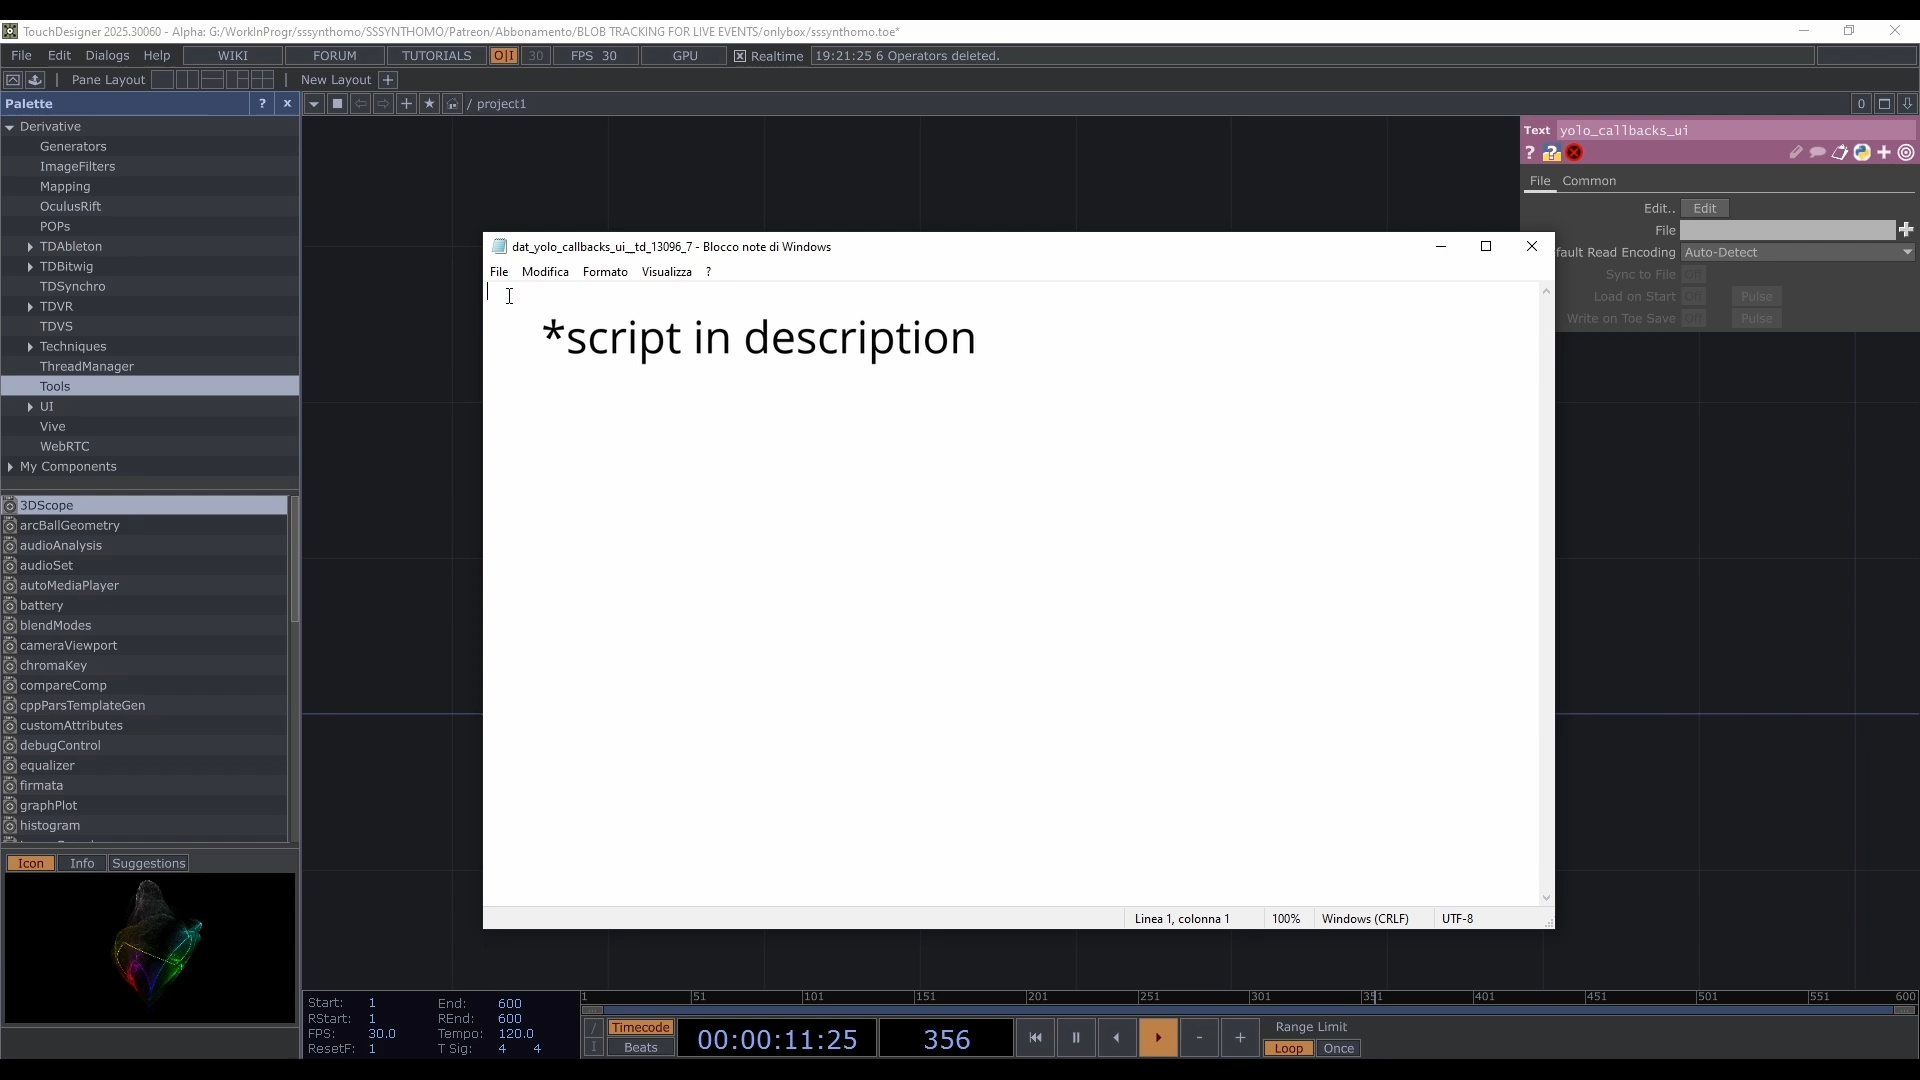 TouchDesigner 2025.30060 - Alpha: G:/WorkInProgr/sssynthomo/SSSYNTHOMO/Patreon/Abbonamento/BLOB TRACKING FOR LIVE EVENTS/onlybox/sssynthomo.toe*
File Edit Dialogs Help WIKI FORUM TUTORIALS O|I 30 FPS 30 GPU Realtime 19:21:25 6 Operators deleted.
Pane Layout New Layout
Palette ? x / project1 0
Derivative
Generators
ImageFilters
Mapping
OculusRift
POPs
TDAbleton
TDBitwig
TDSynchro
TDVR
TDVS
Techniques
ThreadManager
Tools
UI
Vive
WebRTC
My Components
3DScope
arcBallGeometry
audioAnalysis
audioSet
autoMediaPlayer
battery
blendModes
cameraViewport
chromaKey
compareComp
cppParsTemplateGen
customAttributes
debugControl
equalizer
firmata
graphPlot
histogram
Icon Info Suggestions
Text yolo_callbacks_ui
File Common
Edit.. Edit
File
fault Read Encoding Auto-Detect
Sync to File Off
Load on Start Off Pulse
Write on Toe Save Off Pulse
dat_yolo_callbacks_ui__td_13096_7 - Blocco note di Windows
File Modifica Formato Visualizza ?
*script in description
Linea 1, colonna 1 100% Windows (CRLF) UTF-8
1 51 101 151 201 251 301 351 401 451 501 551 600
Start: 1 End: 600
RStart: 1 REnd: 600
FPS: 30.0 Tempo: 120.0
ResetF: 1 T Sig: 4 4
Timecode
Beats
00:00:11:25 356
Range Limit
Loop Once